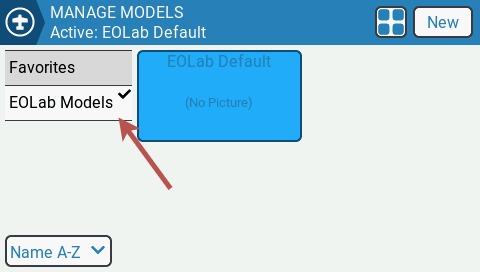 MANAGE MODELS
Active: EOLab Default
New
Favorites
EOLab Models
EOLab Default
(No Picture)
Name A-Z